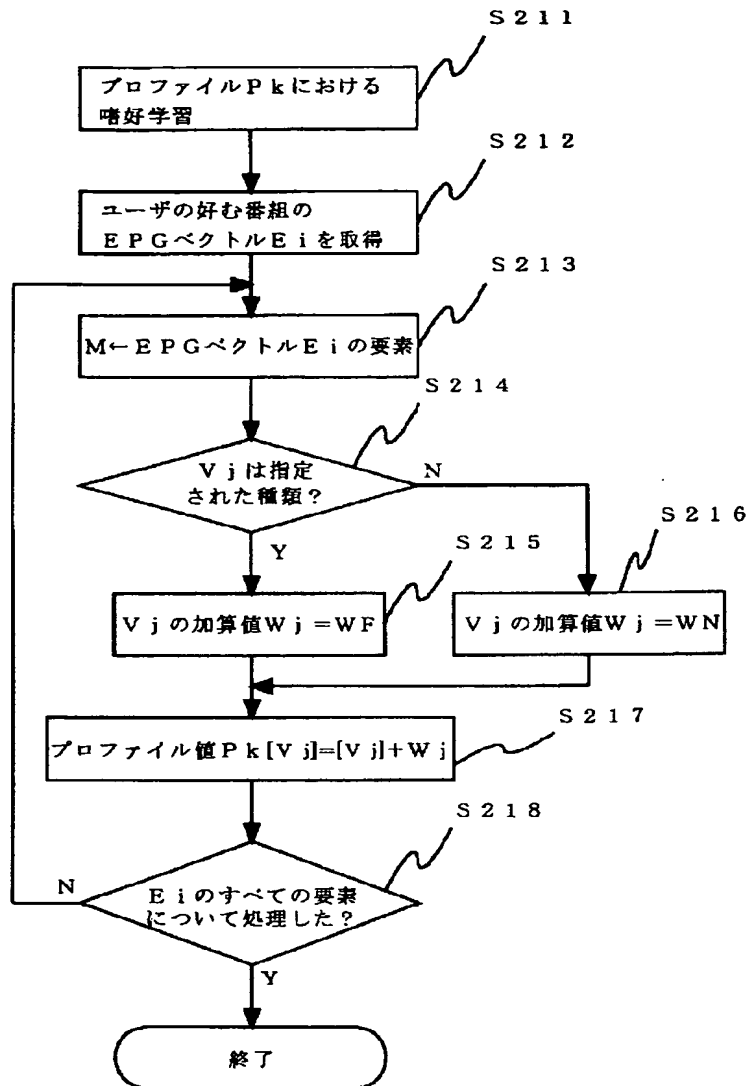 S211
プロファイルPkにおける
嗜好学習
S212
ユーザの好む番組の
EPGベクトルEiを取得
S213
M←EPGベクトルEiの要素
S214
Vjは指定
された種類?
N
Y
S215
S216
Vjの加算値Wj=WF
Vjの加算値Wj=WN
S217
プロファイル値Pk[Vj]=[Vj]+Wj
S218
N
Eiのすべての要素
について処理した?
Y
終了